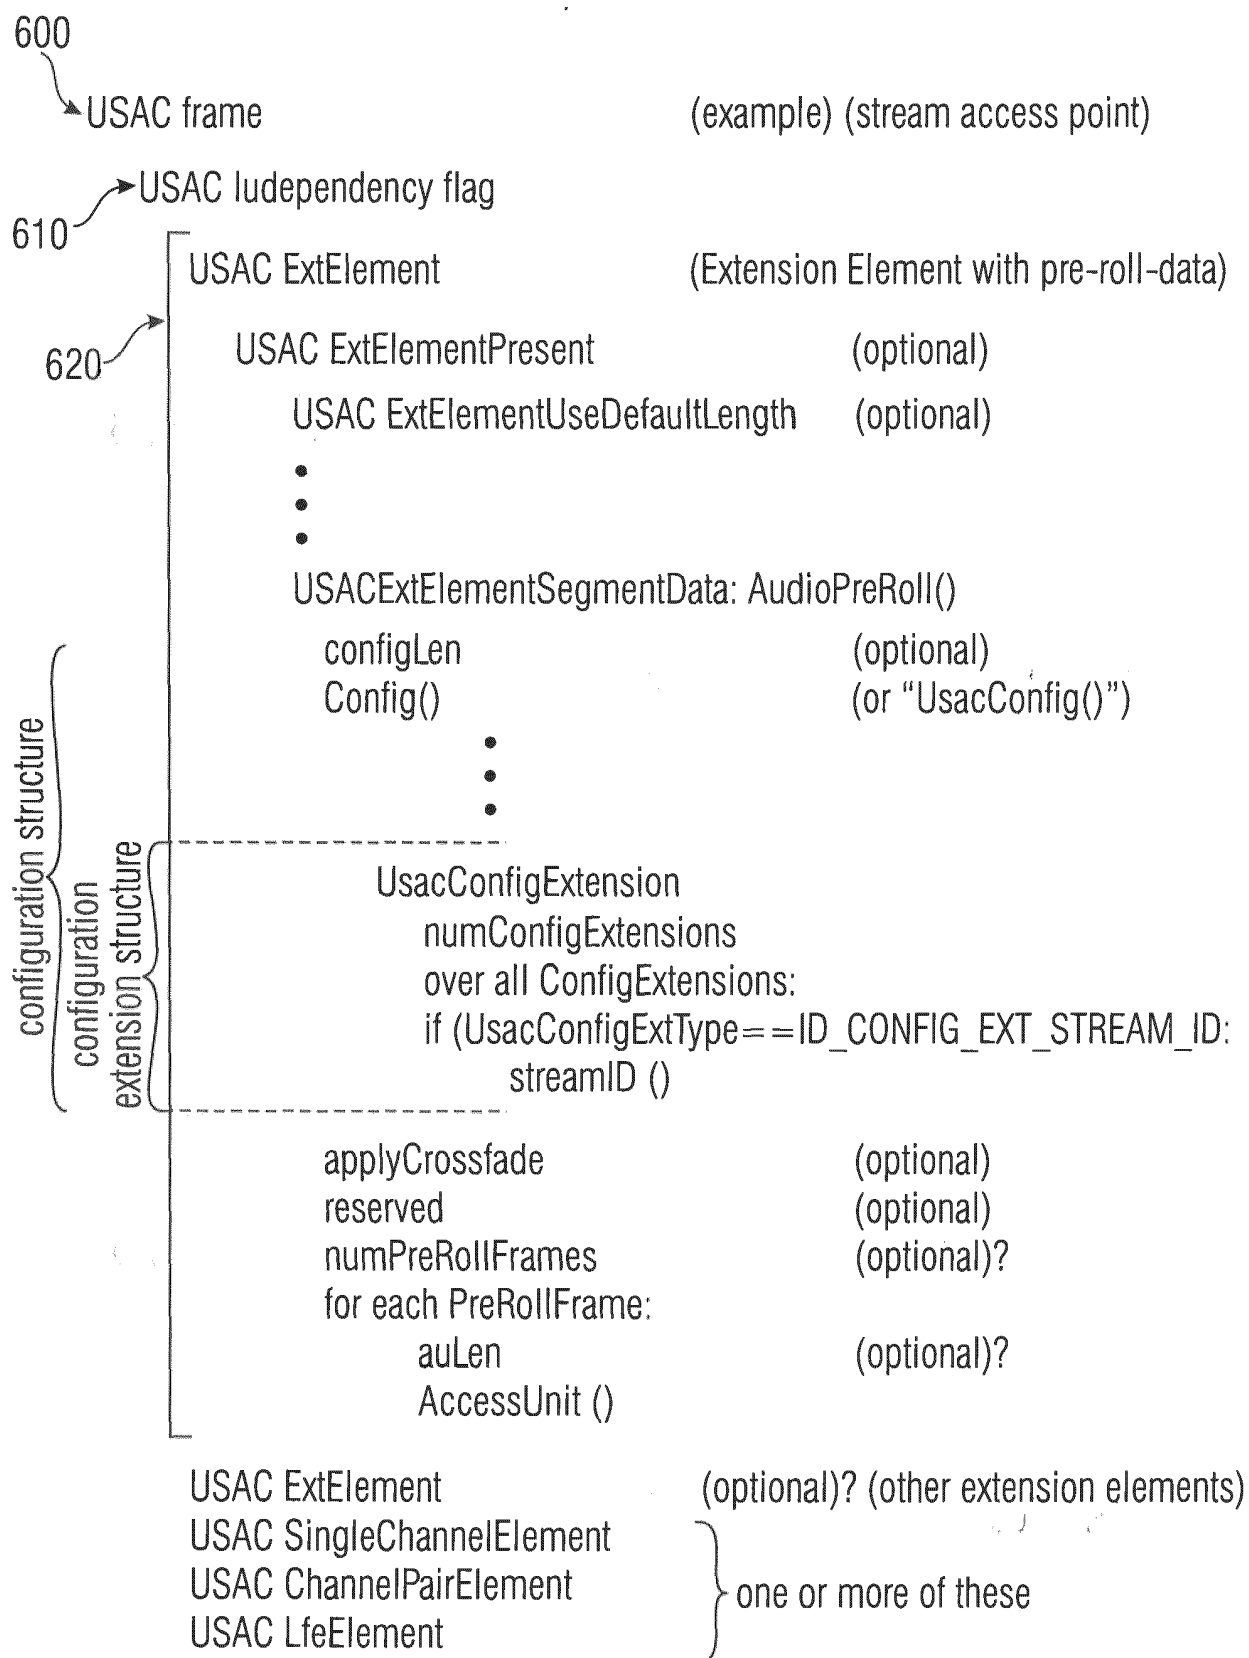 600
USAC frame (example) (stream access point)
USAC Iudependency flag
610
USAC ExtElement (Extension Element with pre-roll-data)
620
USAC ExtElementPresent (optional)
USAC ExtElementUseDefaultLength (optional)
USACExtElementSegmentData: AudioPreRoll()
configLen (optional)
Config() (or “UsacConfig()”)
configuration structure
configuration
extension structure
UsacConfigExtension
numConfigExtensions
over all ConfigExtensions:
if (UsacConfigExtType==ID_CONFIG_EXT_STREAM_ID:
streamID ()
applyCrossfade (optional)
reserved (optional)
numPreRollFrames (optional)?
for each PreRollFrame:
auLen (optional)?
AccessUnit ()
USAC ExtElement (optional)? (other extension elements)
USAC SingleChannelElement
USAC ChannelPairElement
one or more of these
USAC LfeElement